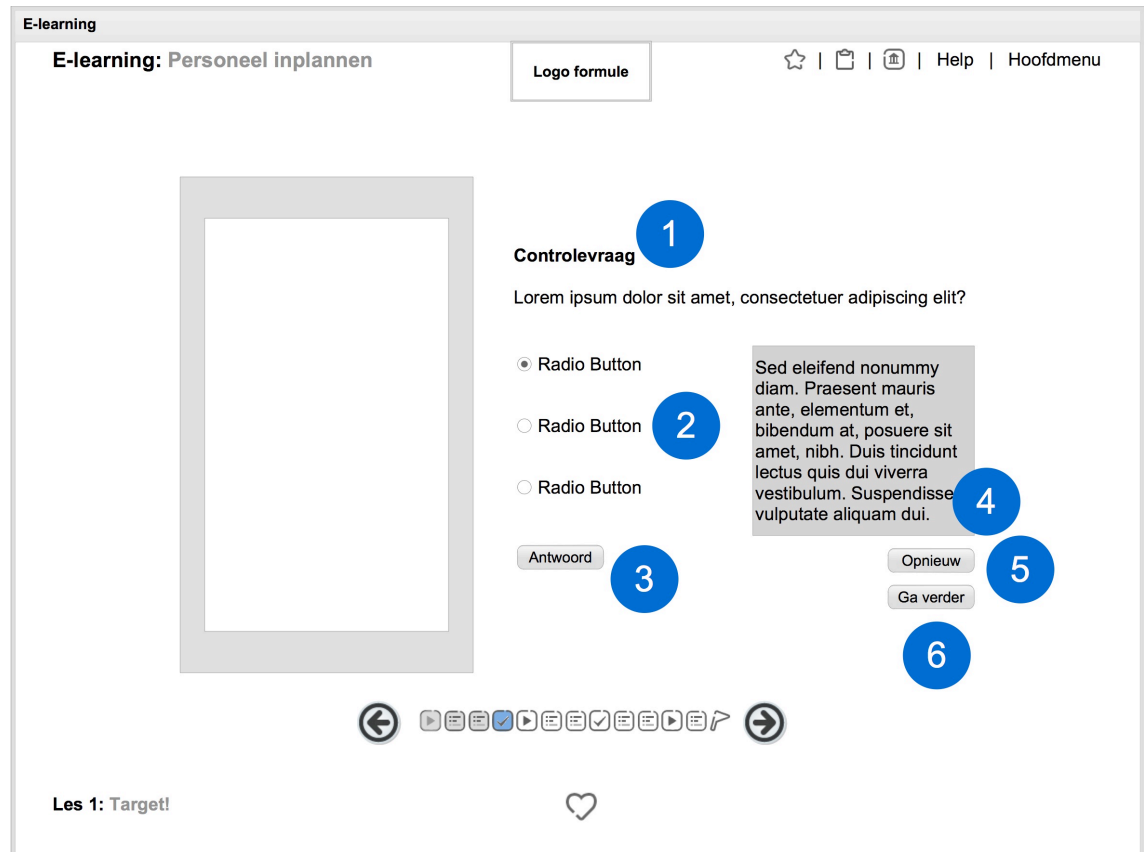 E-learning
E-learning: Personeel inplannen
Logo formule
| | | Help | Hoofdmenu
1
Controlevraag
Lorem ipsum dolor sit amet, consectetuer adipiscing elit?
Radio Button
Radio Button
2
Radio Button
Sed eleifend nonummy
diam. Praesent mauris
ante, elementum et,
bibendum at, posuere sit
amet, nibh. Duis tincidunt
lectus quis dui viverra
vestibulum. Suspendisse
vulputate aliquam dui.
4
Antwoord
3
Opnieuw
5
Ga verder
6
Les 1: Target!